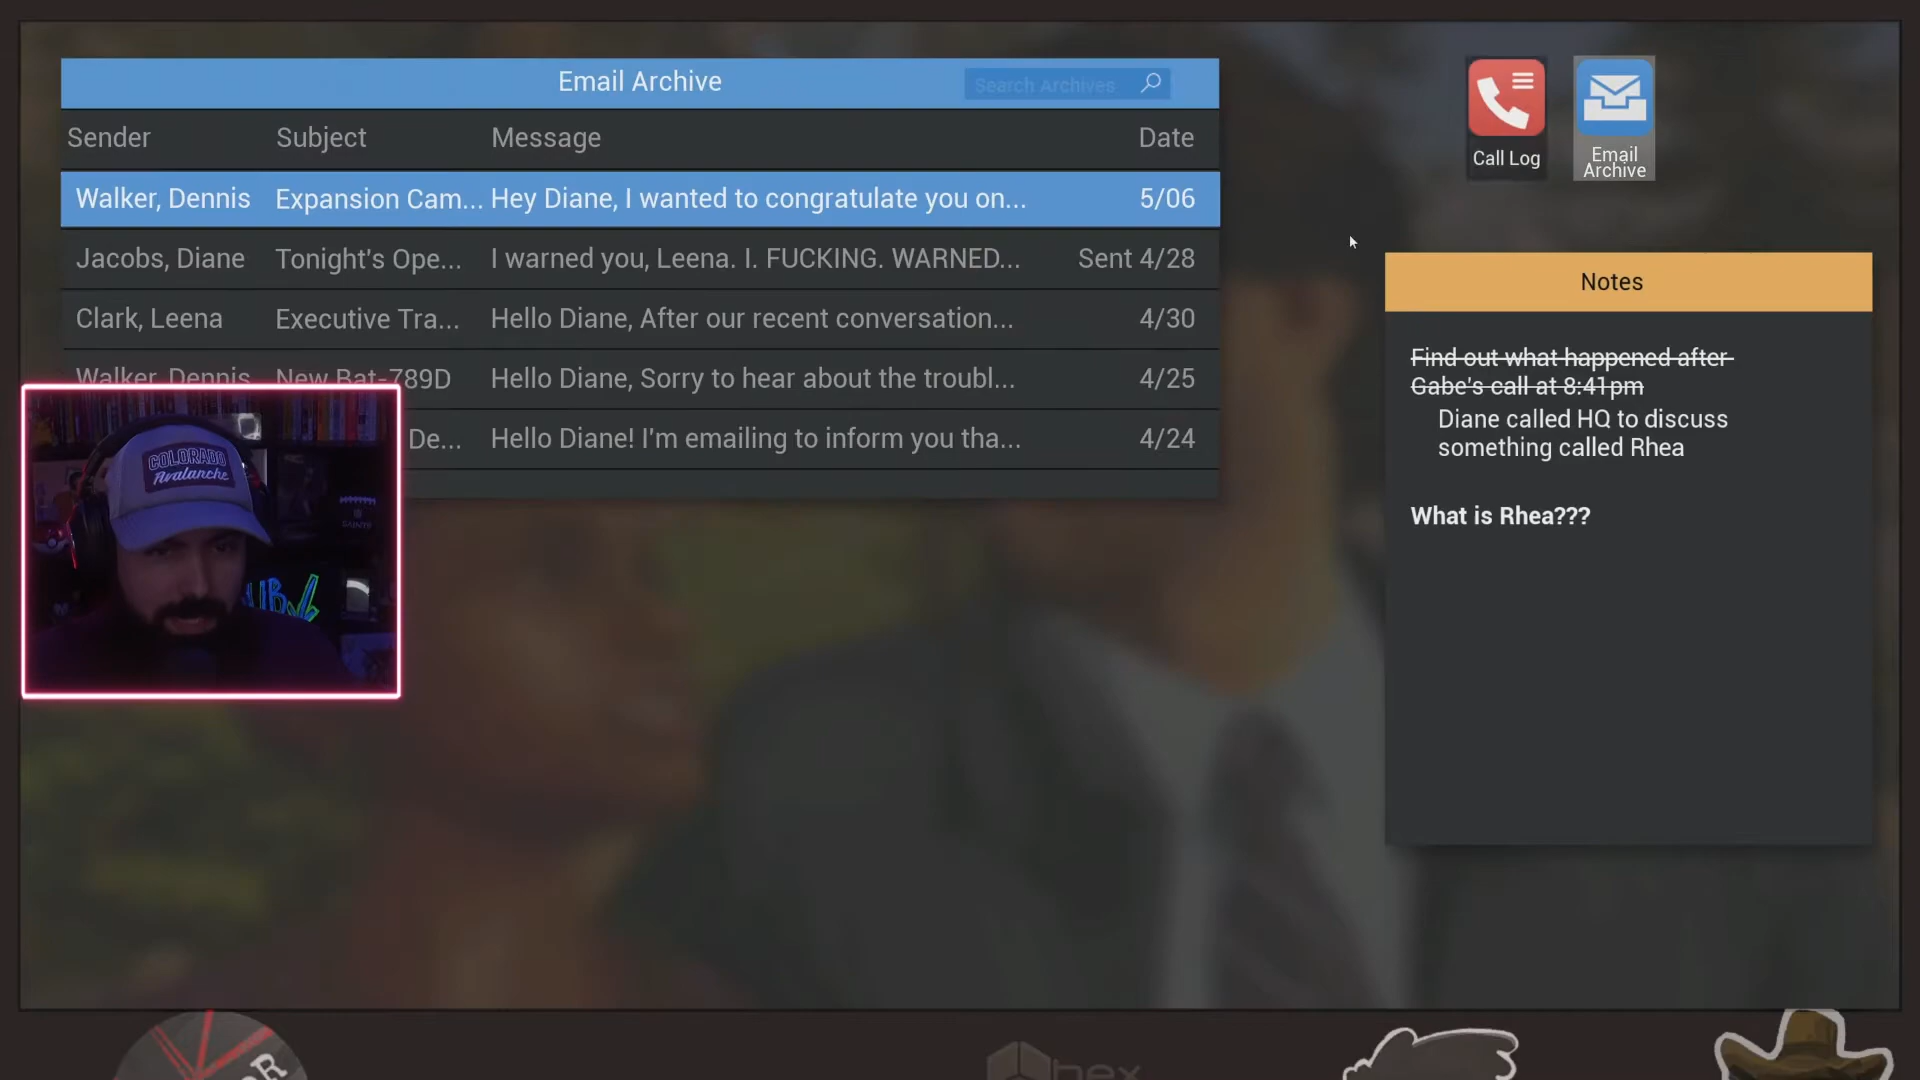 Email Archive
Search Archives
Sender Subject Message Date
Walker, Dennis Expansion Cam... Hey Diane, I wanted to congratulate you on... 5/06
Jacobs, Diane Tonight's Ope... I warned you, Leena. I. FUCKING. WARNED... Sent 4/28
Clark, Leena Executive Tra... Hello Diane, After our recent conversation... 4/30
Walker, Dennis New Bat-789D Hello Diane, Sorry to hear about the troubl... 4/25
De... Hello Diane! I'm emailing to inform you tha... 4/24
Call Log
Email
Archive
Notes
Find out what happened after
Gabe's call at 8:41pm
Diane called HQ to discuss
something called Rhea
What is Rhea???
COLORADO
Avalanche
SAINTS
OR
hex